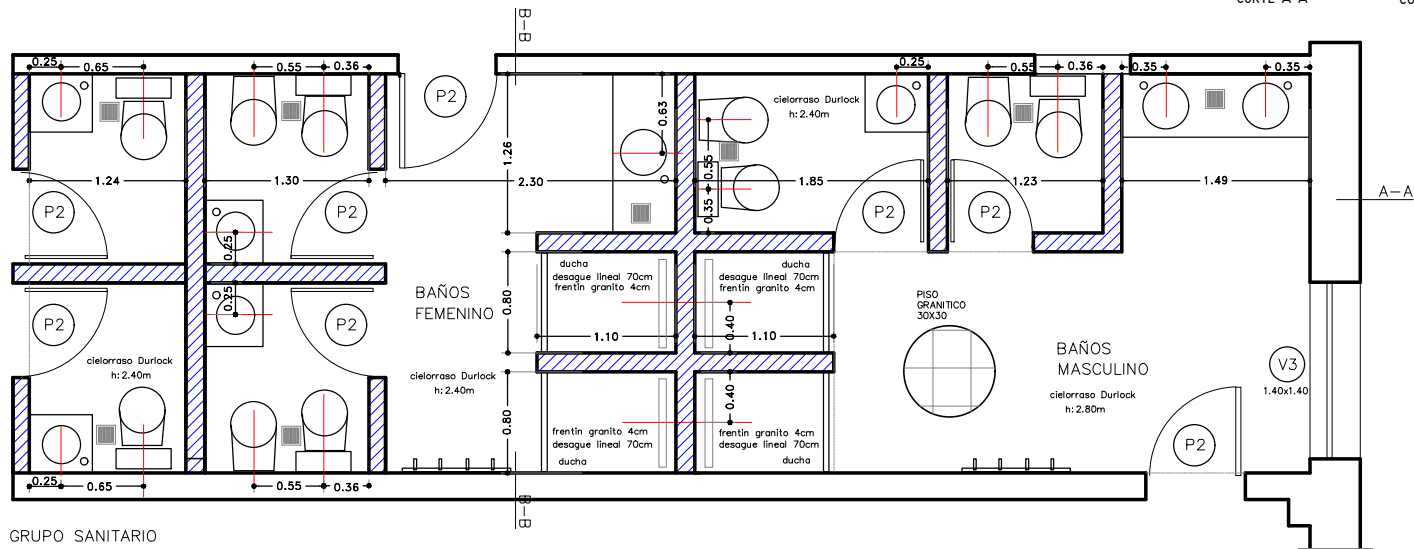 CORTE A-A
CO
B-B
0.25
0.65
0.55
0.36
0.55
0.36
0.35
0.35
0.25
P2
0.63
1.26
cielorraso Durlock
h:2.40m
0.55
0.35
1.24
1.30
2.30
1.85
1.23
1.49
A-A
P2
P2
P2
P2
0.25
0.25
ducha
desague lineal 70cm
frentin granito 4cm
ducha
desague lineal 70cm
frentin granito 4cm
BAÑOS
FEMENINO
0.80
1.10
1.10
0.40
PISO
GRANITICO
30X30
P2
P2
BAÑOS
MASCULINO
V3
1.40x1.40
cielorraso Durlock
h:2.40m
cielorraso Durlock
h:2.40m
cielorraso Durlock
h:2.80m
0.80
0.40
frentin granito 4cm
desague lineal 70cm
ducha
frentin granito 4cm
desague lineal 70cm
ducha
P2
0.25
0.65
0.55
0.36
B-B
GRUPO SANITARIO